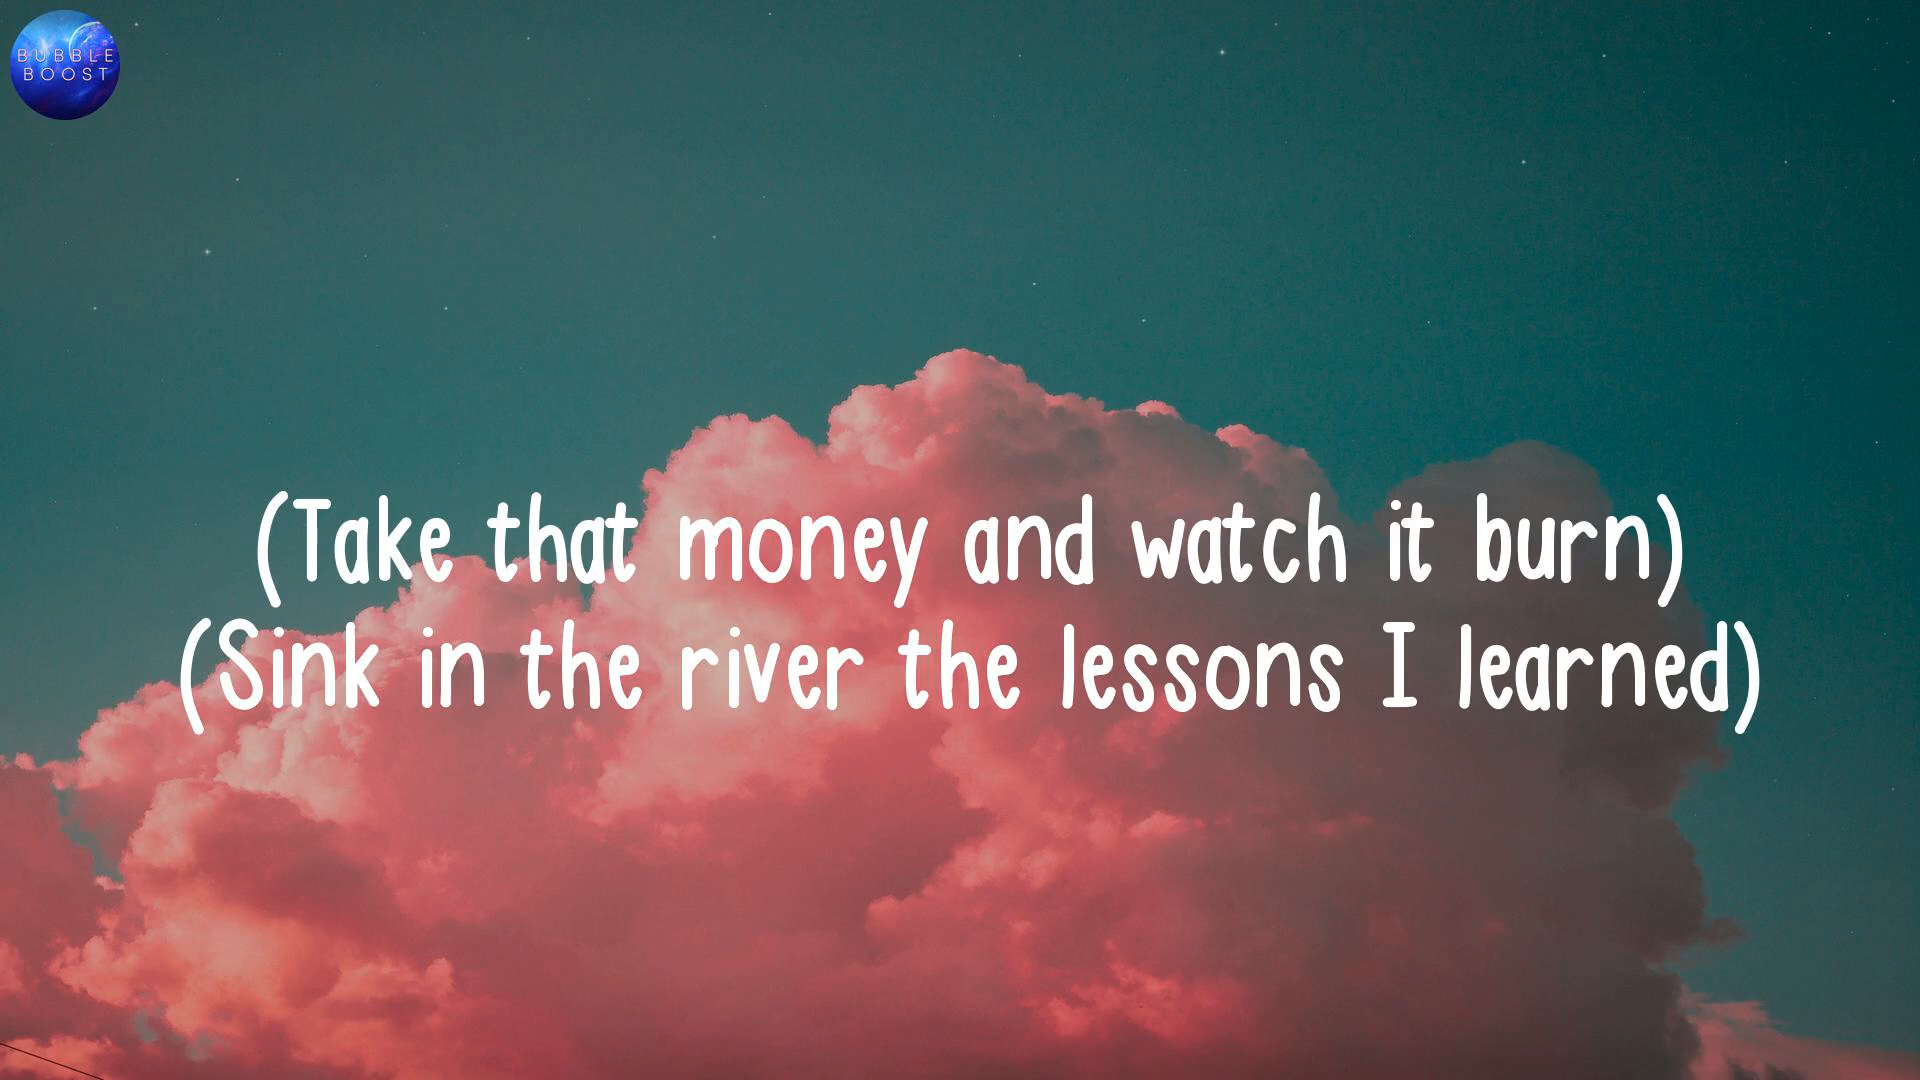 BUBBLE
BOOST
(Take that money and watch it burn)
(Sink in the river the lessons I learned)